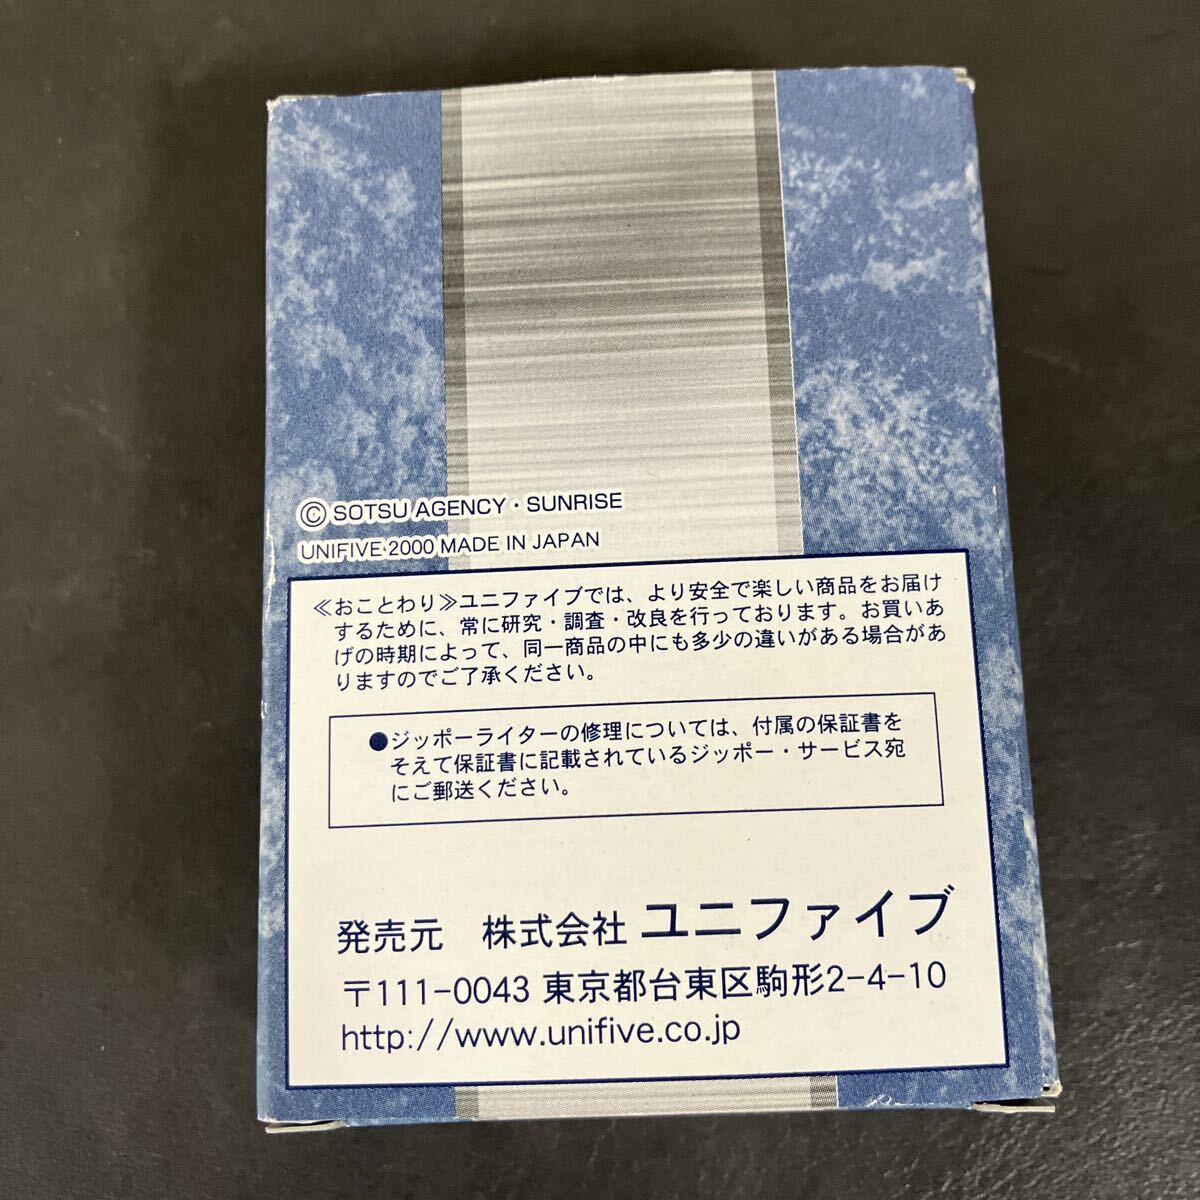 © SOTSU AGENCY・SUNRISE
UNIFIVE 2000 MADE IN JAPAN
≪おことわり≫ユニファイブでは、より安全で楽しい商品をお届け
するために、常に研究・調査・改良を行っております。お買いあ
げの時期によって、同一商品の中にも多少の違いがある場合があ
りますのでご了承ください。
●ジッポーライターの修理については、付属の保証書を
そえて保証書に記載されているジッポー・サービス宛
にご郵送ください。
発売元 株式会社 ユニファイブ
〒111-0043 東京都台東区駒形2-4-10
http://www.unifive.co.jp